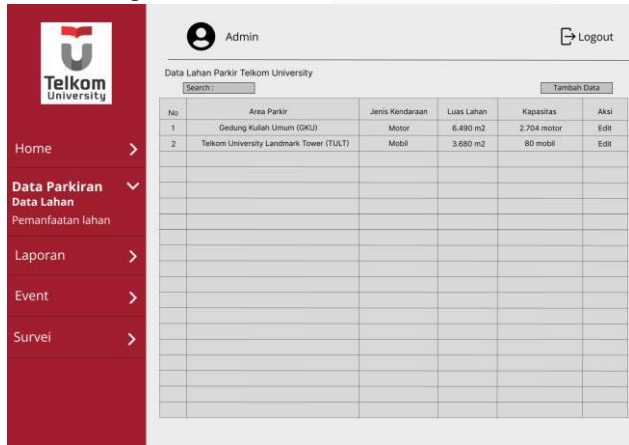 Telkom
University
Admin
Logout
Data Lahan Parkir Telkom University
Search :
Tambah Data
No Area Parkir Jenis Kendaraan Luas Lahan Kapasitas Aksi
1 Gedung Kuliah Umum (GKU) Motor 6.490 m2 2.704 motor Edit
2 Telkom University Landmark Tower (TULT) Mobil 3.680 m2 80 mobil Edit
Home
Data Parkiran
Data Lahan
Pemanfaatan lahan
Laporan
Event
Survei